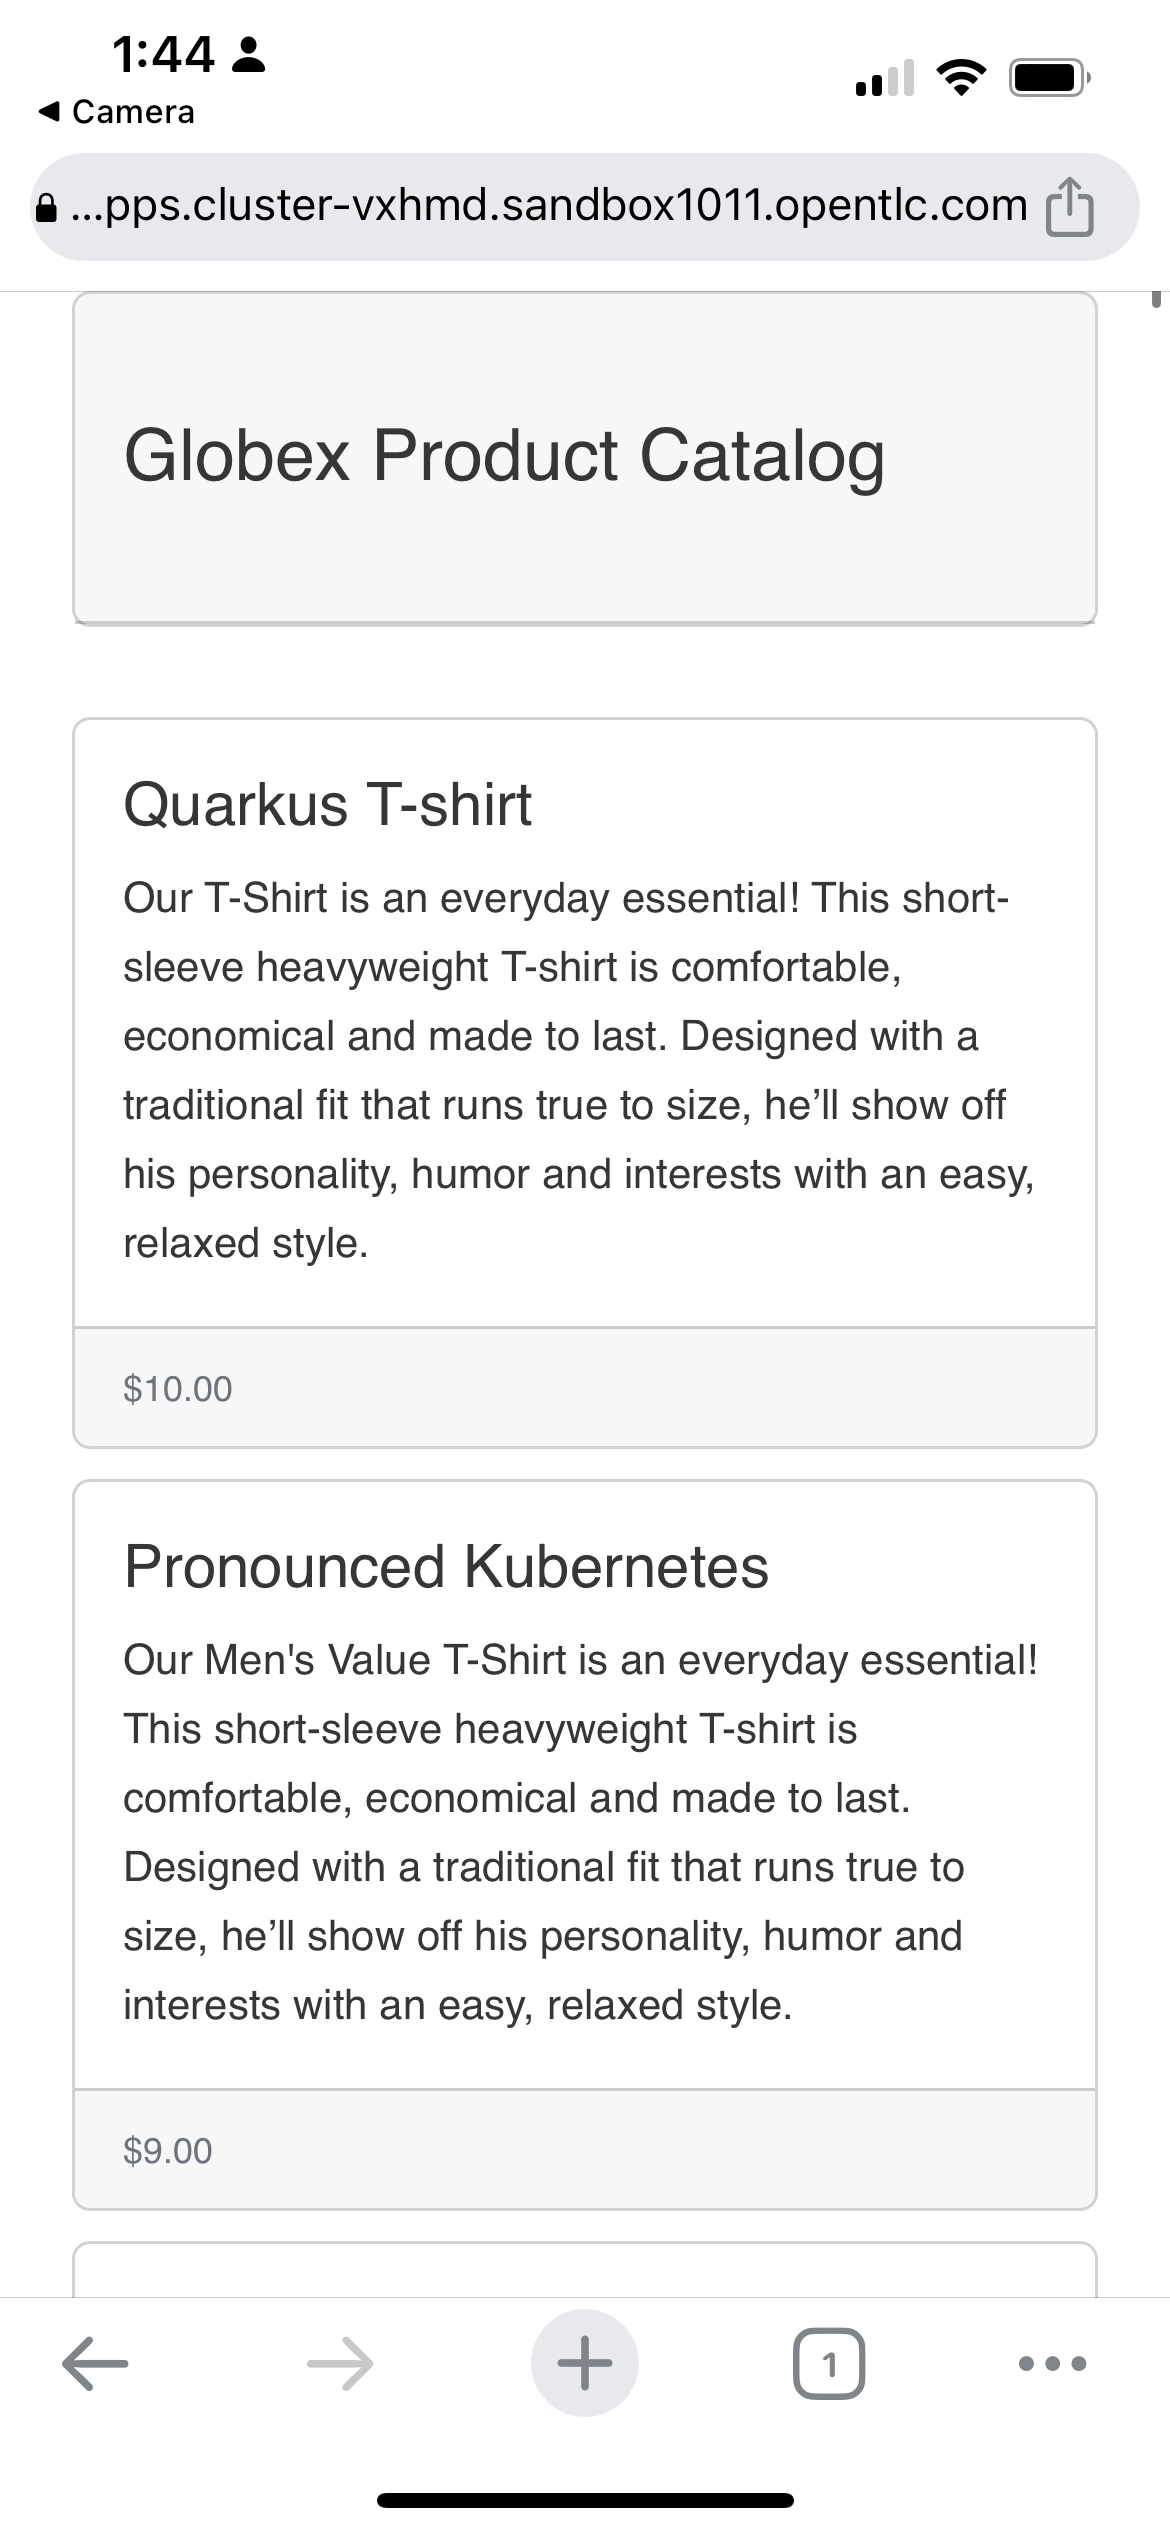 1:44
Camera
...pps.cluster-vxhmd.sandbox1011.opentlc.com
Globex Product Catalog
Quarkus T-shirt
Our T-Shirt is an everyday essential! This short-
sleeve heavyweight T-shirt is comfortable,
economical and made to last. Designed with a
traditional fit that runs true to size, he’ll show off
his personality, humor and interests with an easy,
relaxed style.
$10.00
Pronounced Kubernetes
Our Men's Value T-Shirt is an everyday essential!
This short-sleeve heavyweight T-shirt is
comfortable, economical and made to last.
Designed with a traditional fit that runs true to
size, he’ll show off his personality, humor and
interests with an easy, relaxed style.
$9.00
1